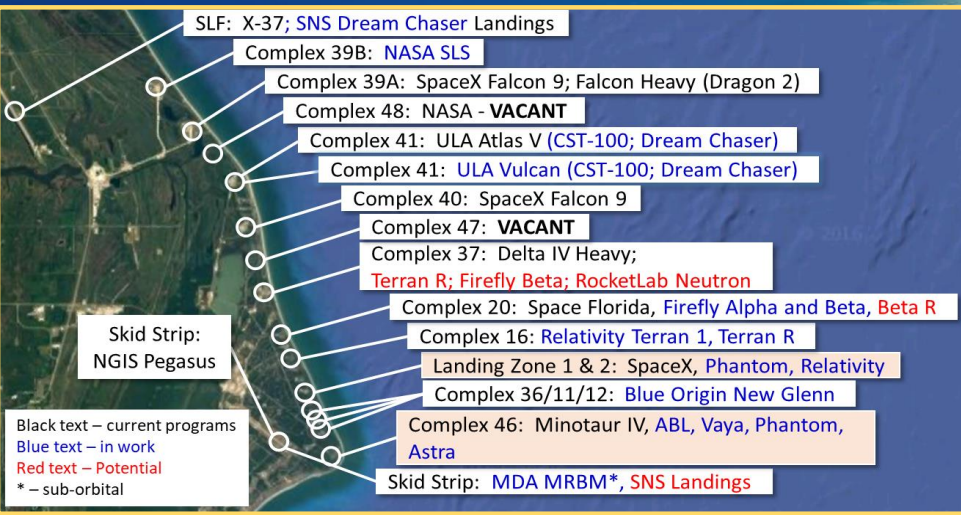 SLF: X-37; SNS Dream Chaser Landings
Complex 39B: NASA SLS
Complex 39A: SpaceX Falcon 9; Falcon Heavy (Dragon 2)
Complex 48: NASA - VACANT
Complex 41: ULA Atlas V (CST-100; Dream Chaser)
Complex 41: ULA Vulcan (CST-100; Dream Chaser)
Complex 40: SpaceX Falcon 9
Complex 47: VACANT
Complex 37: Delta IV Heavy;
Terran R; Firefly Beta; RocketLab Neutron
Complex 20: Space Florida, Firefly Alpha and Beta, Beta R
Complex 16: Relativity Terran 1, Terran R
Landing Zone 1 & 2: SpaceX, Phantom, Relativity
Complex 36/11/12: Blue Origin New Glenn
Complex 46: Minotaur IV, ABL, Vaya, Phantom,
Astra
Skid Strip: MDA MRBM*, SNS Landings
Skid Strip:
NGIS Pegasus
Black text – current programs
Blue text – in work
Red text – Potential
* – sub-orbital